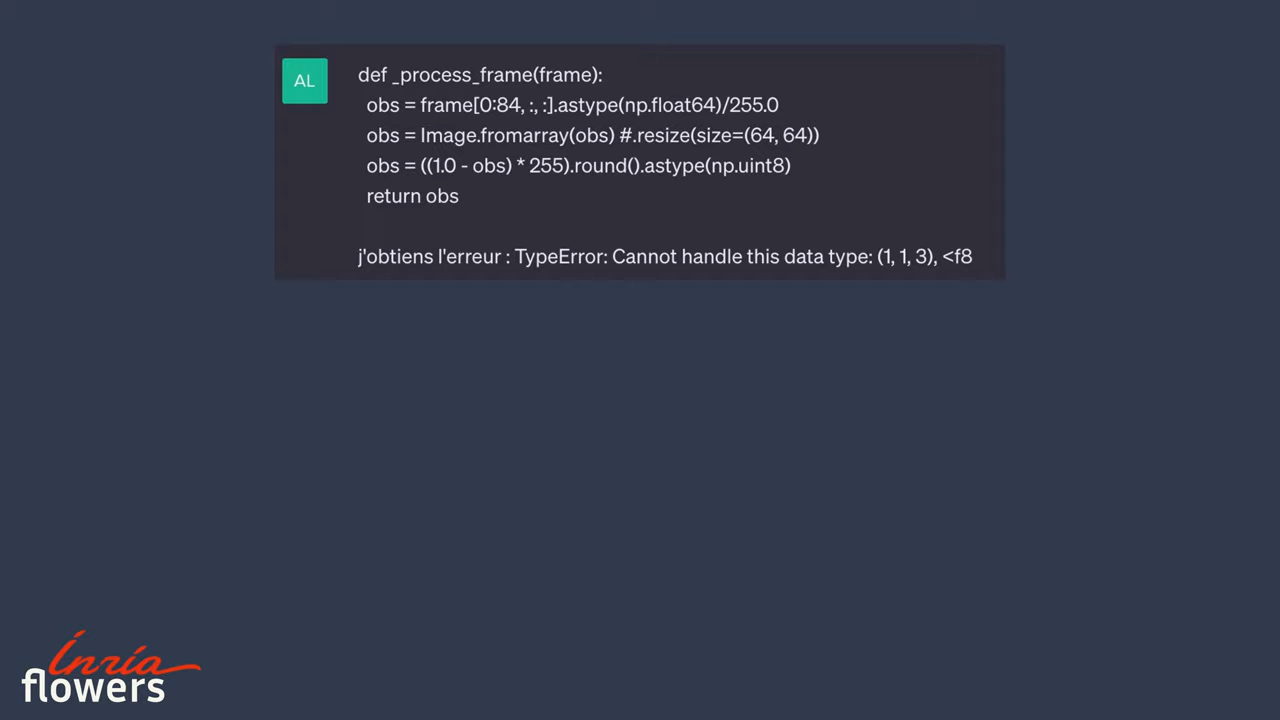 AL
def _process_frame(frame):
obs = frame[0:84, :, :].astype(np.float64)/255.0
obs = Image.fromarray(obs) #.resize(size=(64, 64))
obs = ((1.0 - obs) * 255).round().astype(np.uint8)
return obs
j'obtiens l'erreur : TypeError: Cannot handle this data type: (1, 1, 3), <f8
Inria
flowers